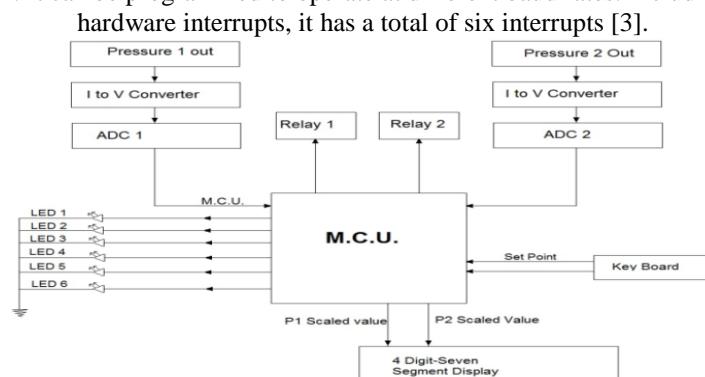 hardware interrupts, it has a total of six interrupts [3].
Pressure 1 out
Pressure 2 Out
I to V Converter
I to V Converter
ADC 1
Relay 1
Relay 2
ADC 2
M.C.U.
LED 1
LED 2
LED 3
LED 4
LED 5
LED 6
M.C.U.
Set Point
Key Board
P1 Scaled value
P2 Scaled Value
4 Digit-Seven
Segment Display